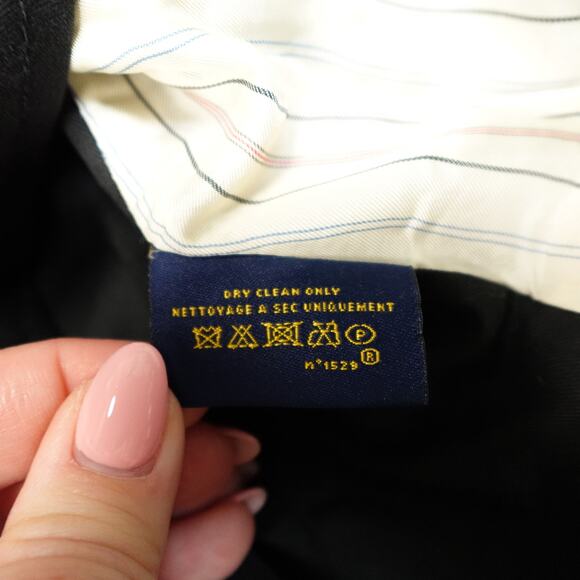 DRY CLEAN ONLY
NETTOYAGE A SEC UNIQUEMENT
P
n°1529 ®